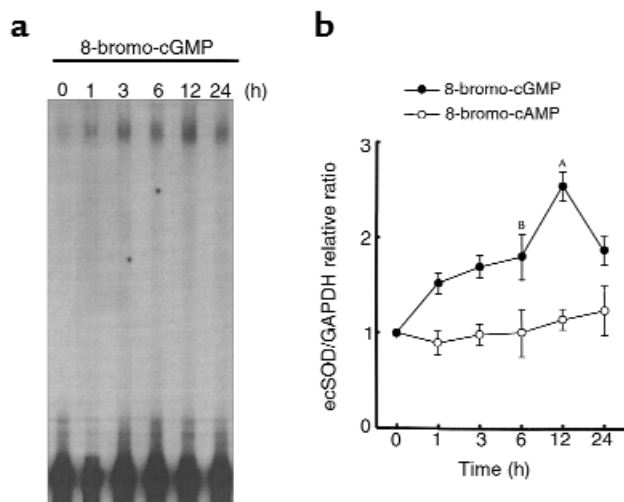 a
8-bromo-cGMP
0 1 3 6 12 24 (h)
b
8-bromo-cGMP
8-bromo-cAMP
3
2
1
0
ecSOD/GAPDH relative ratio
A
B
0 1 3 6 12 24
Time (h)